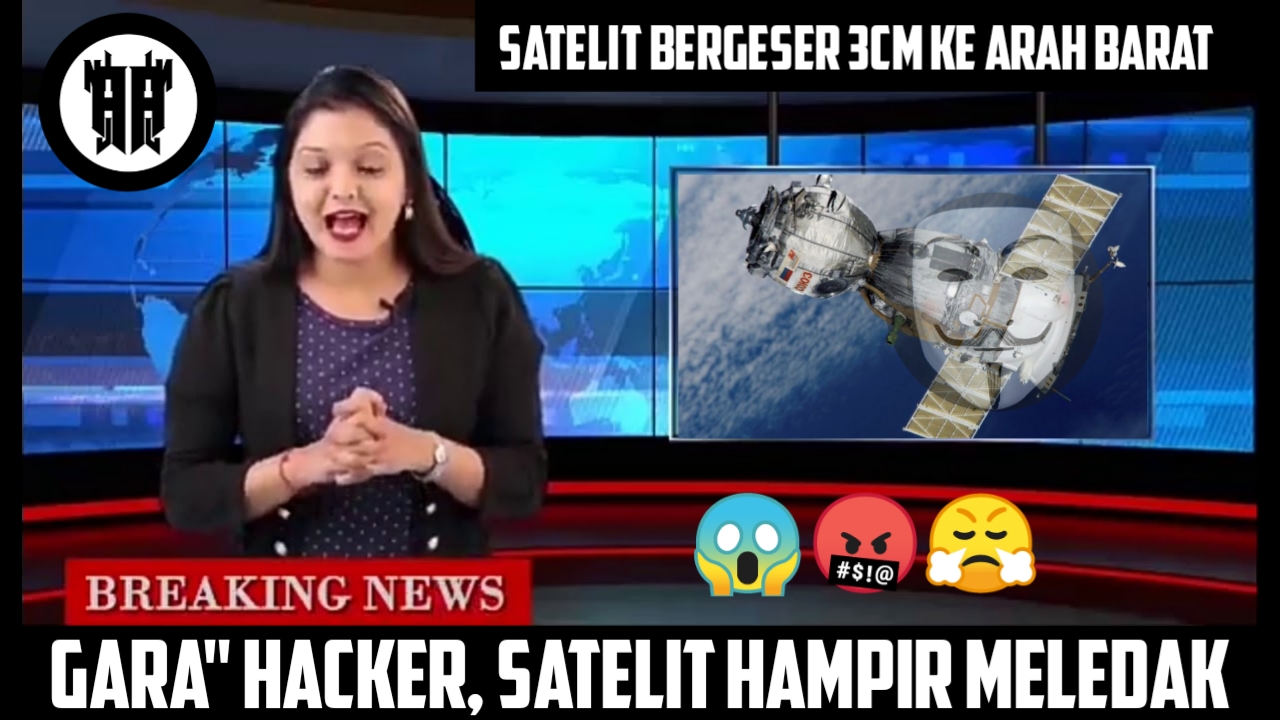 SATELIT BERGESER 3CM KE ARAH BARAT
#$!@
BREAKING NEWS
GARA" HACKER, SATELIT HAMPIR MELEDAK